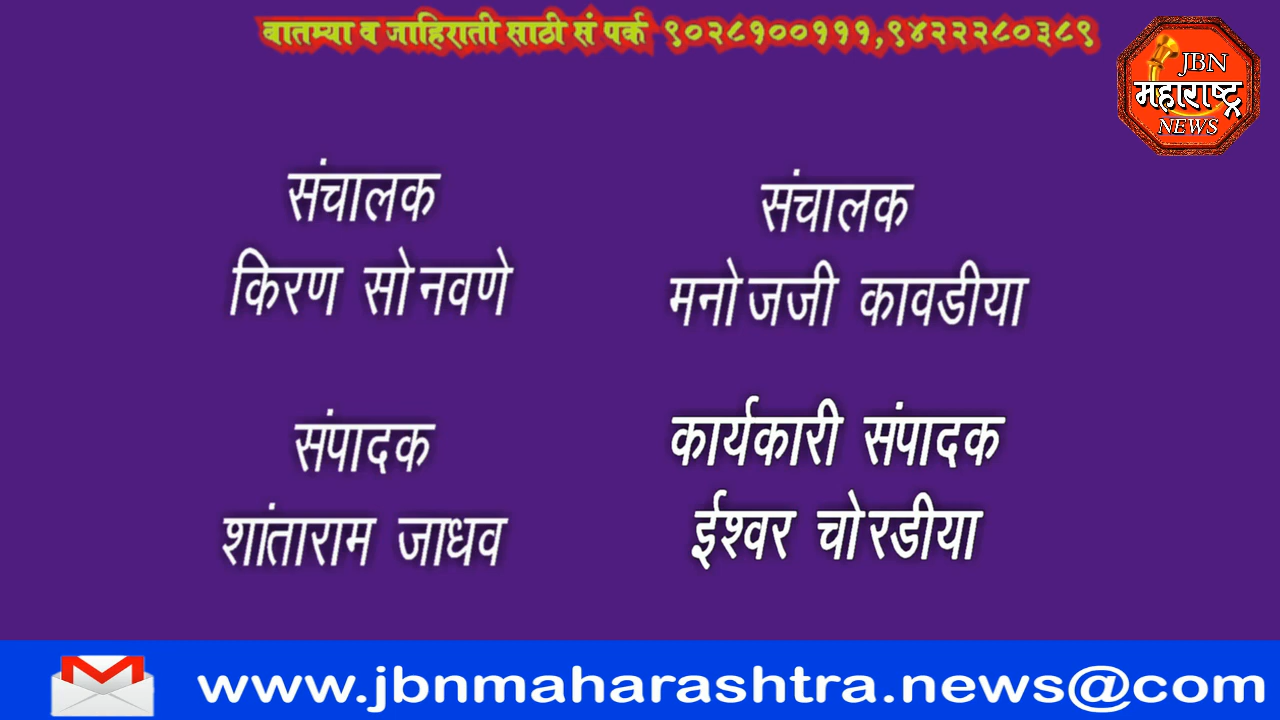 बातम्या व जाहिराती साठी सं पर्क ९०२८१००१११,९४२२२८०३८९
JBN
महाराष्ट्र
NEWS
संचालक
किरण सोनवणे
संचालक
मनोजजी कावडीया
संपादक
शांताराम जाधव
कार्यकारी संपादक
ईश्वर चोरडीया
www.jbnmaharashtra.news@com